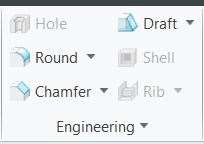 Hole Draft
Round Shell
Chamfer Rib
Engineering